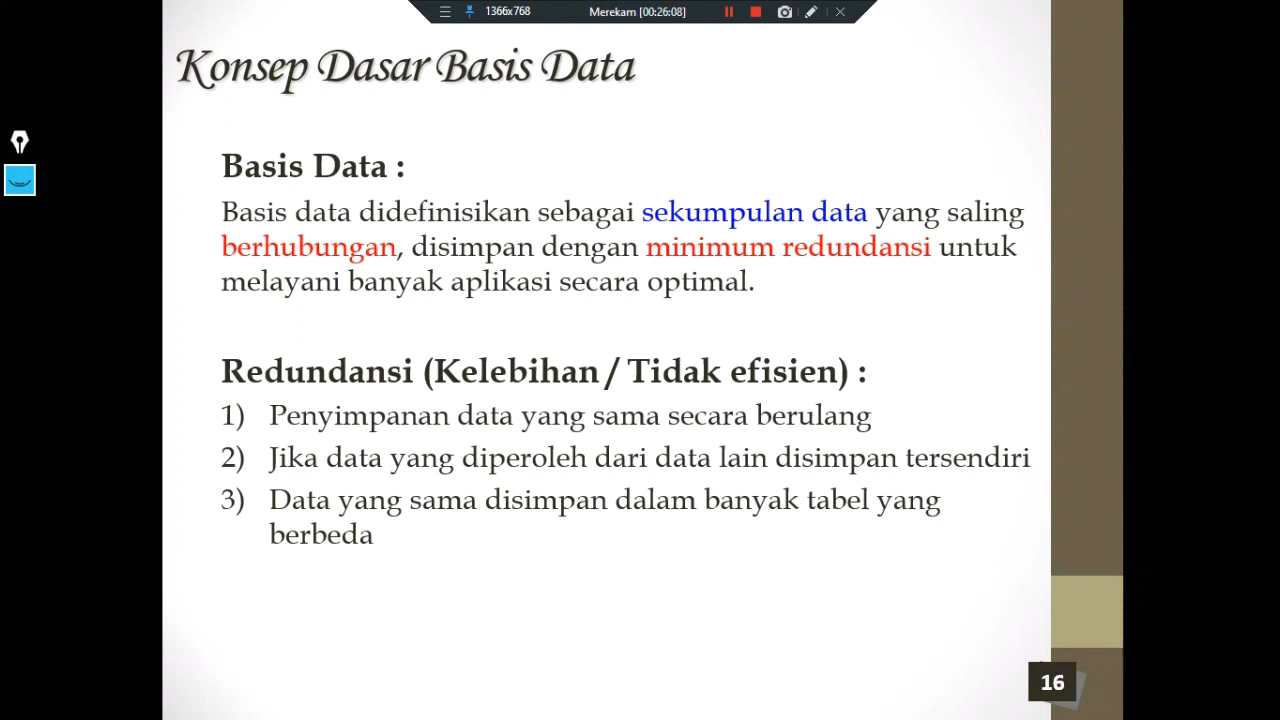 1366x768 Merekam [00:26:08]
Konsep Dasar Basis Data
Basis Data :
Basis data didefinisikan sebagai sekumpulan data yang saling
berhubungan, disimpan dengan minimum redundansi untuk
melayani banyak aplikasi secara optimal.
Redundansi (Kelebihan / Tidak efisien) :
1) Penyimpanan data yang sama secara berulang
2) Jika data yang diperoleh dari data lain disimpan tersendiri
3) Data yang sama disimpan dalam banyak tabel yang
berbeda
16